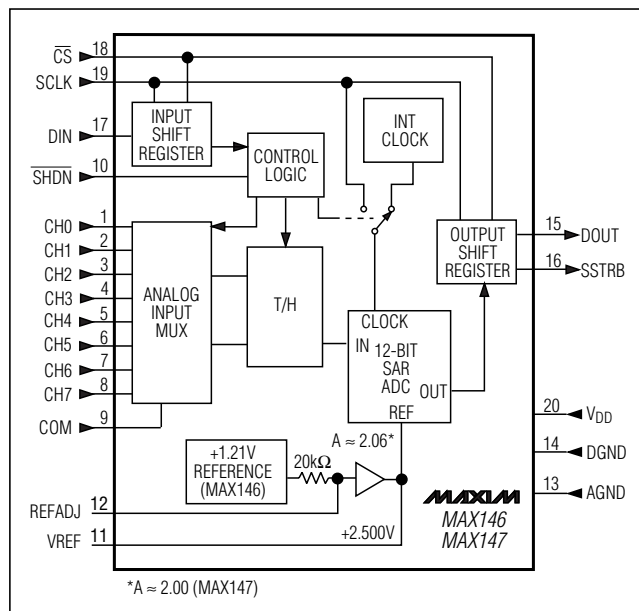 CS 18
SCLK 19
DIN 17
SHDN 10
INPUT
SHIFT
REGISTER
CONTROL
LOGIC
INT
CLOCK
CH0 1
CH1 2
CH2 3
CH3 4
CH4 5
CH5 6
CH6 7
CH7 8
COM 9
ANALOG
INPUT
MUX
T/H
OUTPUT
SHIFT
REGISTER
15 DOUT
16 SSTRB
CLOCK
IN
12-BIT
SAR
ADC
OUT
REF
20 VDD
14 DGND
13 AGND
+1.21V
REFERENCE
(MAX146)
20kΩ
A ≈ 2.06*
REFADJ 12
VREF 11
+2.500V
MAXIM
MAX146
MAX147
*A ≈ 2.00 (MAX147)